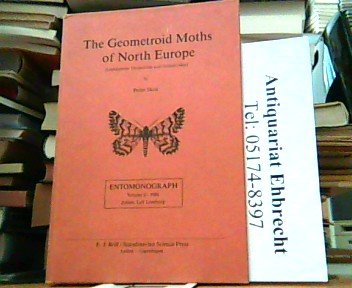 The Geometroid Moths
of North Europe
(Lepidoptera: Drepanidae and Geometridae)
by
Peder Skou
ENTOMONOGRAPH
Volume 6 · 1986
Editor: Leif Lyneborg
E. J. Brill / Scandinavian Science Press
Leiden - Copenhagen
Antiquariat Ehbrecht
Tel: 05174-8397